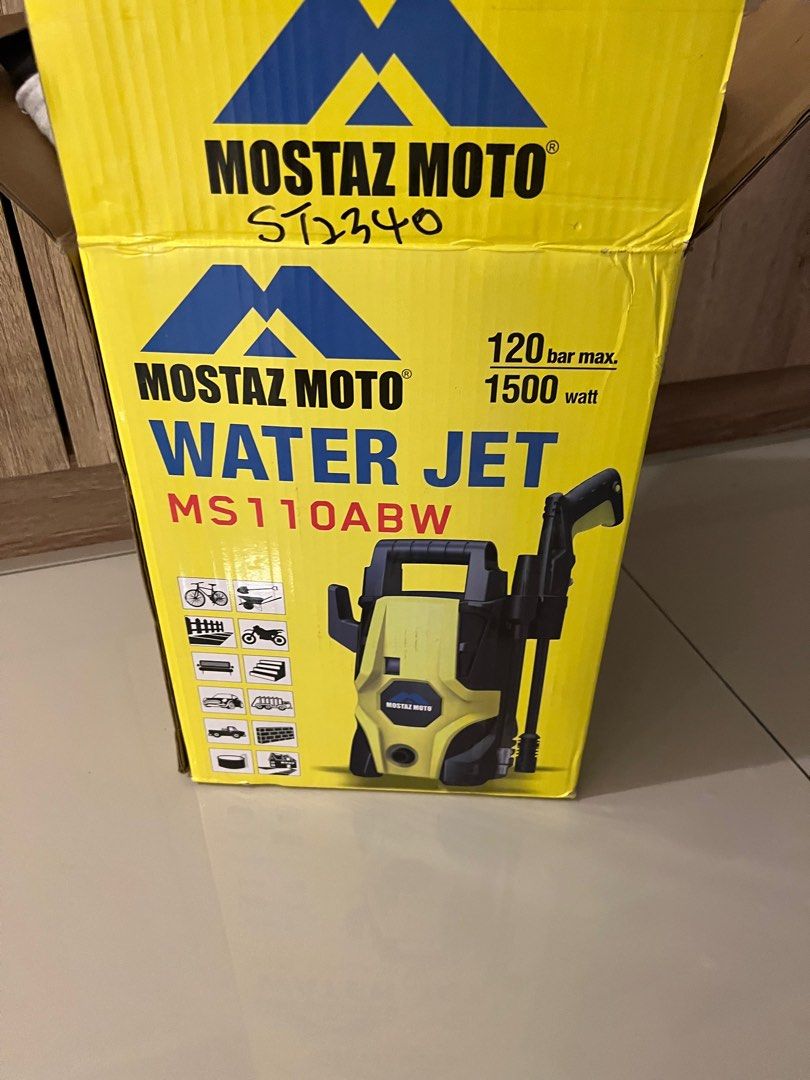 MOSTAZ MOTO®
ST2340
MOSTAZ MOTO®
120 bar max.
1500 watt
WATER JET
MS110ABW
MOSTAZ MOTO